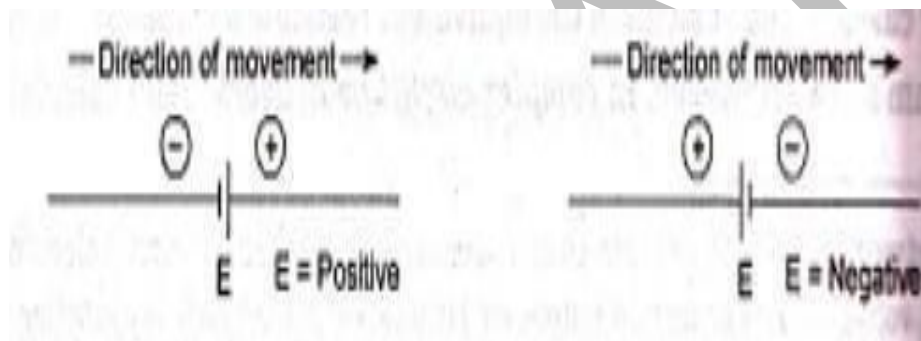 — Direction of movement → — Direction of movement →
⊖ ⊕ ⊕ ⊖
E E = Positive E E = Negative